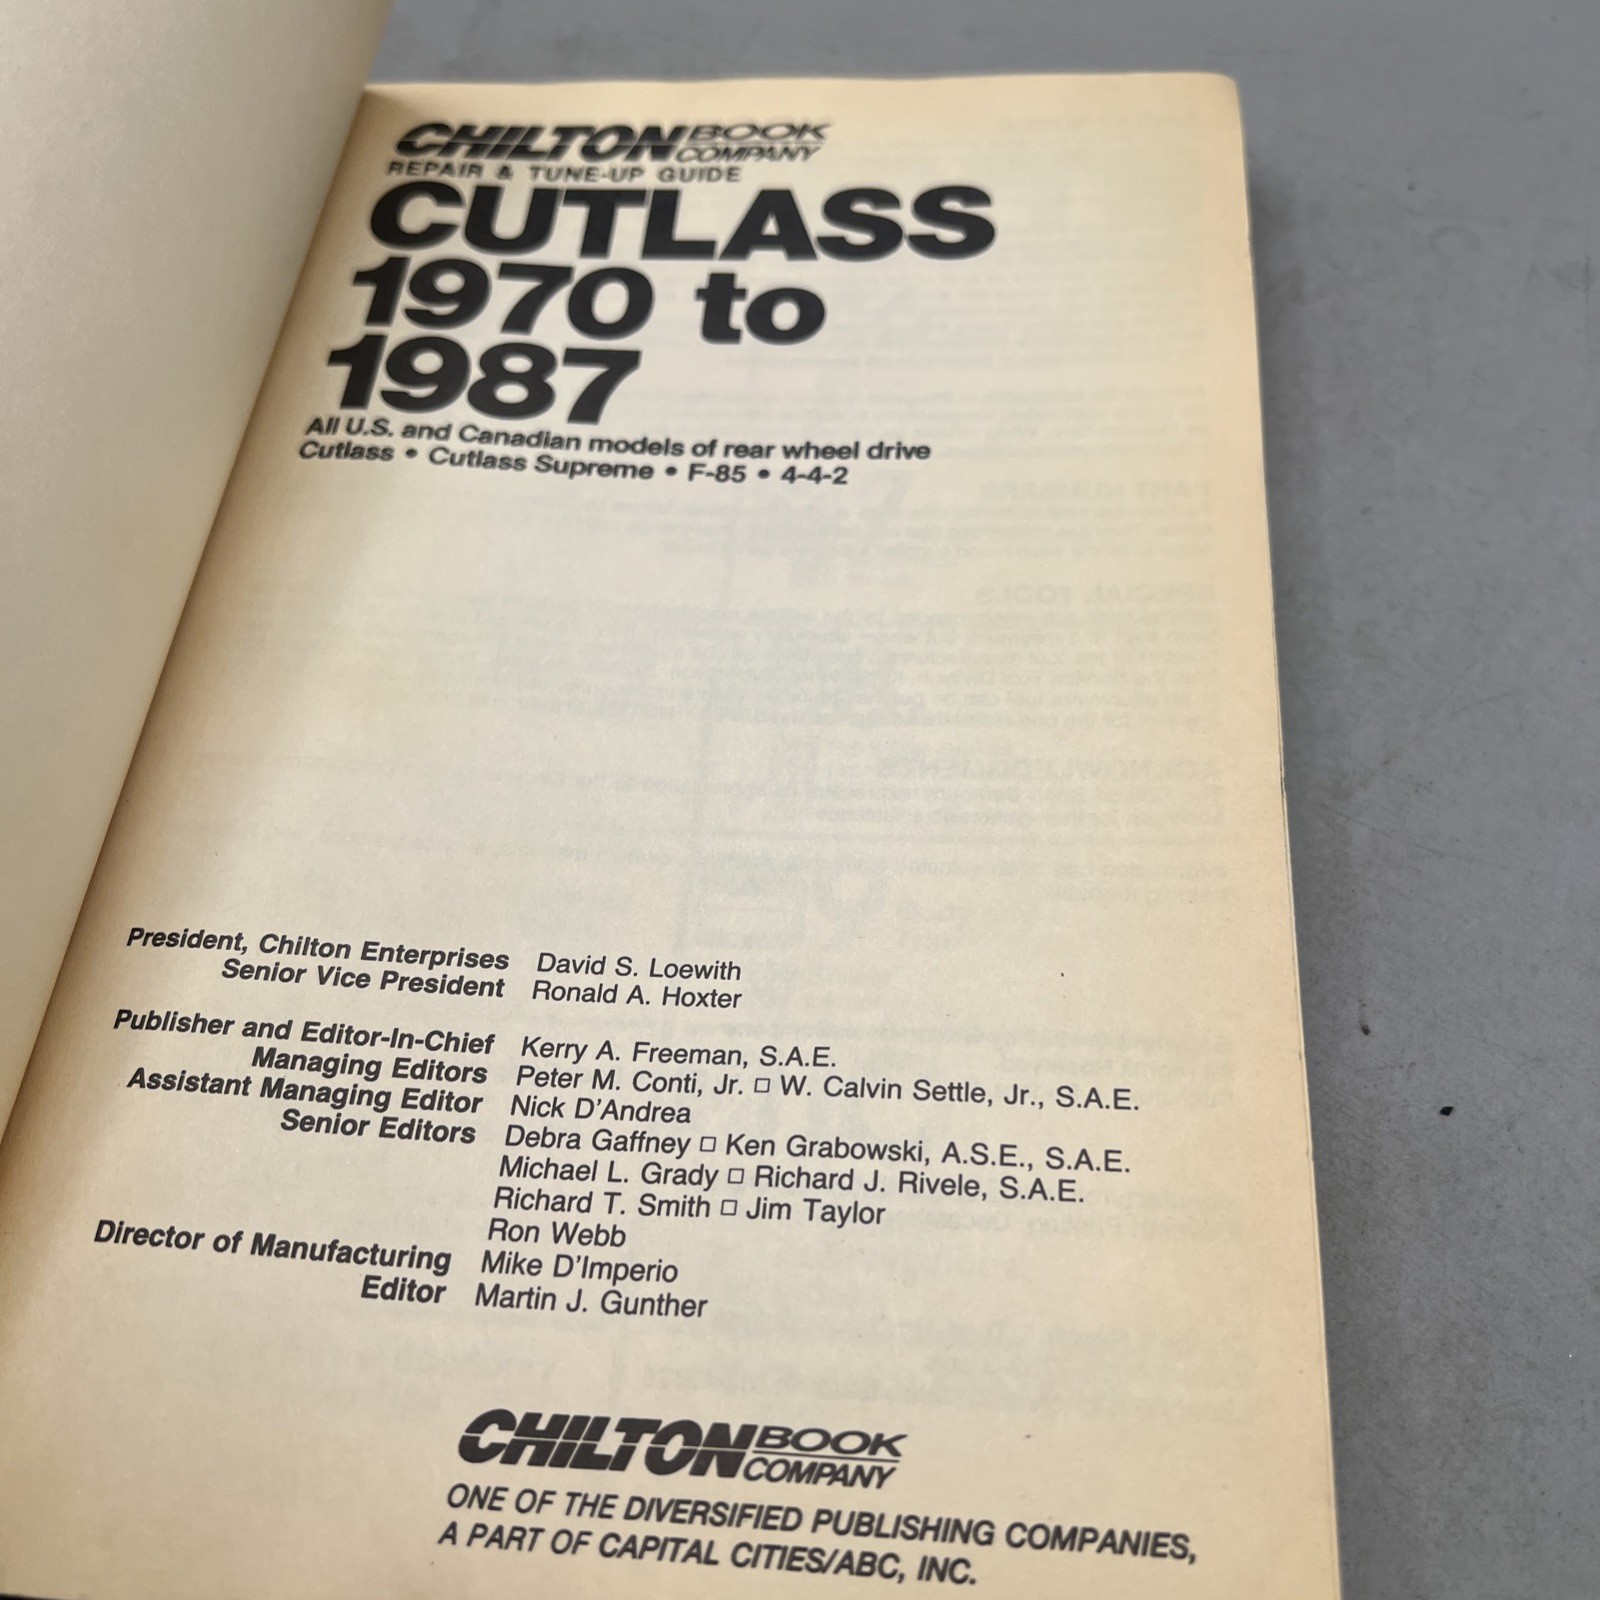 CHILTON BOOK COMPANY
REPAIR & TUNE-UP GUIDE
CUTLASS
1970 to
1987
All U.S. and Canadian models of rear wheel drive
Cutlass • Cutlass Supreme • F-85 • 4-4-2
President, Chilton Enterprises David S. Loewith
Senior Vice President Ronald A. Hoxter
Publisher and Editor-In-Chief Kerry A. Freeman, S.A.E.
Managing Editors Peter M. Conti, Jr. □ W. Calvin Settle, Jr., S.A.E.
Assistant Managing Editor Nick D'Andrea
Senior Editors Debra Gaffney □ Ken Grabowski, A.S.E., S.A.E.
Michael L. Grady □ Richard J. Rivele, S.A.E.
Richard T. Smith □ Jim Taylor
Ron Webb
Director of Manufacturing Mike D'Imperio
Editor Martin J. Gunther
CHILTON BOOK COMPANY
ONE OF THE DIVERSIFIED PUBLISHING COMPANIES,
A PART OF CAPITAL CITIES/ABC, INC.